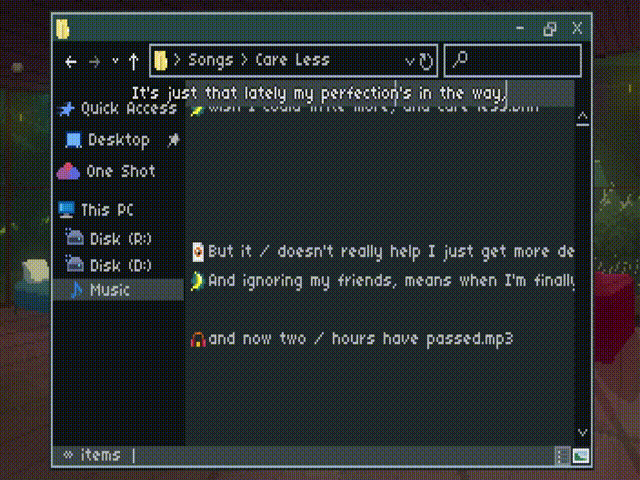 Songs > Care Less
It's just that lately my perfection's in the way,
Quick Access
wish I could write more, and care less.bnn
Desktop
One Shot
This PC
Disk (R:)
But it / doesn't really help I just get more de
Disk (D:)
And ignoring my friends, means when I'm finally
Music
and now two / hours have passed.mp3
∞ items |